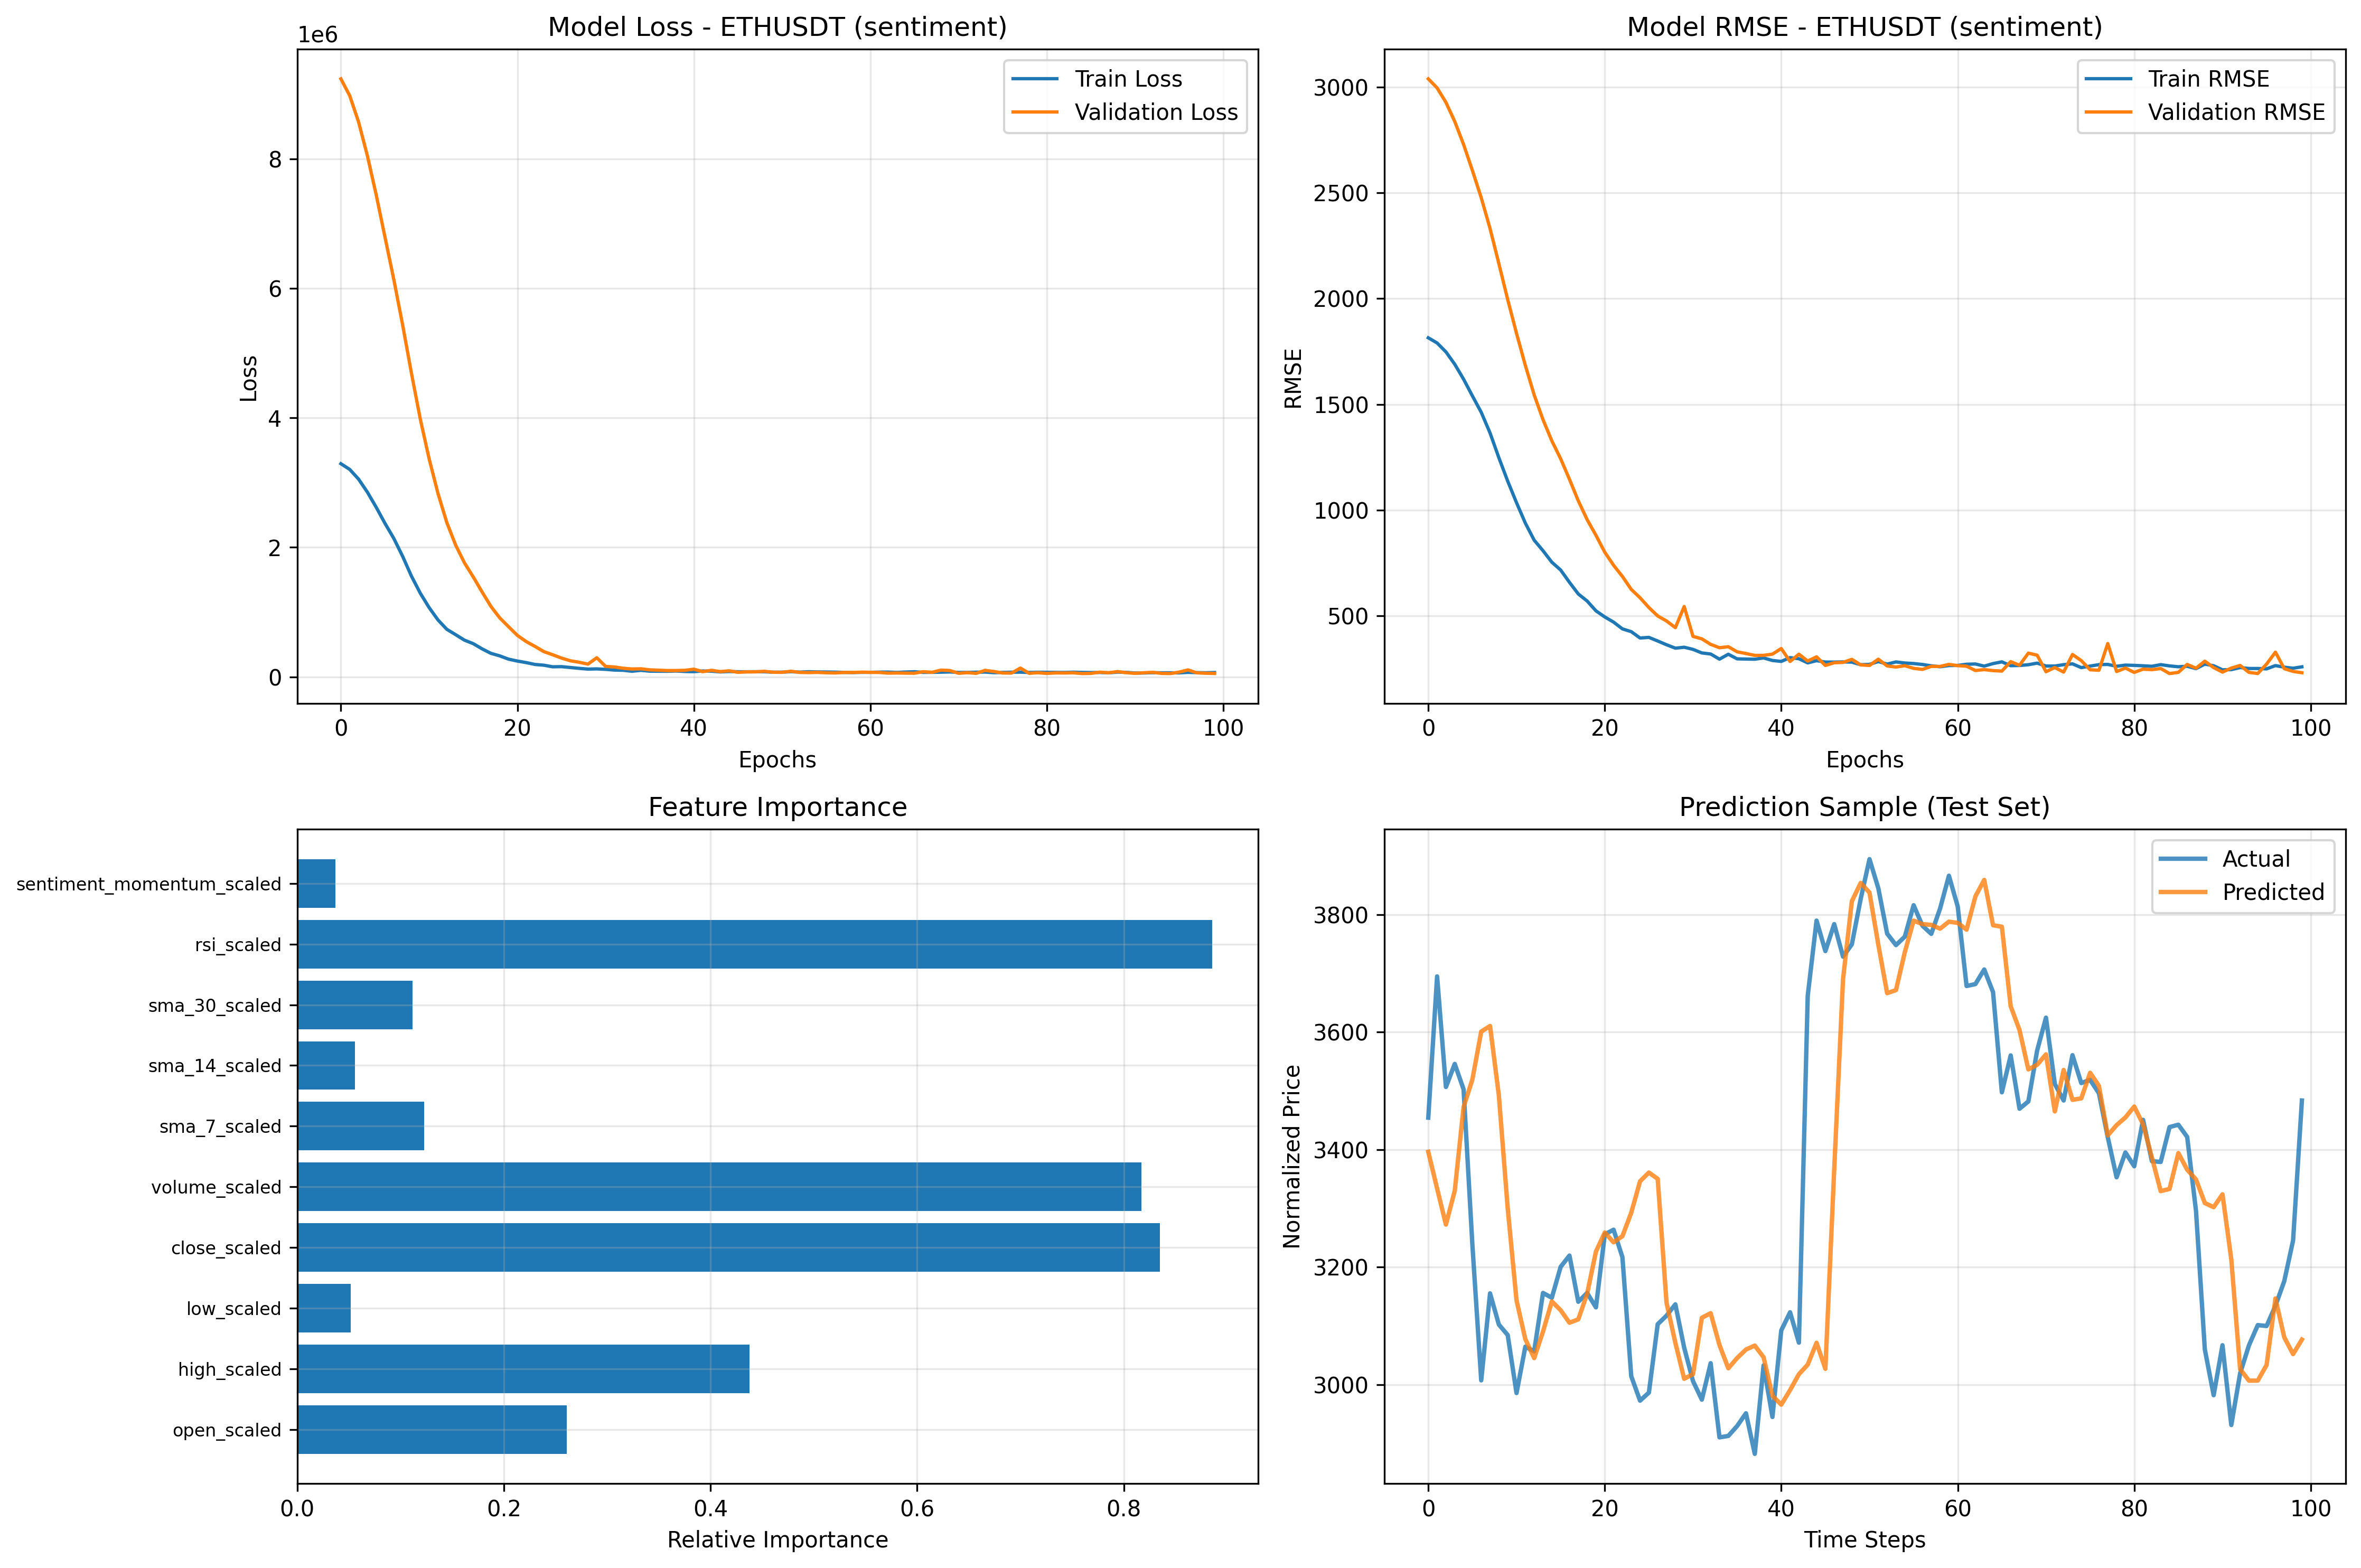 Model Loss - ETHUSDT (sentiment)
1e6
Train Loss
Validation Loss
8
6
4
2
0
Loss
0 20 40 60 80 100
Epochs
Model RMSE - ETHUSDT (sentiment)
Train RMSE
Validation RMSE
3000
2500
2000
1500
1000
500
RMSE
0 20 40 60 80 100
Epochs
Feature Importance
sentiment_momentum_scaled
rsi_scaled
sma_30_scaled
sma_14_scaled
sma_7_scaled
volume_scaled
close_scaled
low_scaled
high_scaled
open_scaled
0.0 0.2 0.4 0.6 0.8
Relative Importance
Prediction Sample (Test Set)
Actual
Predicted
3800
3600
3400
3200
3000
Normalized Price
0 20 40 60 80 100
Time Steps